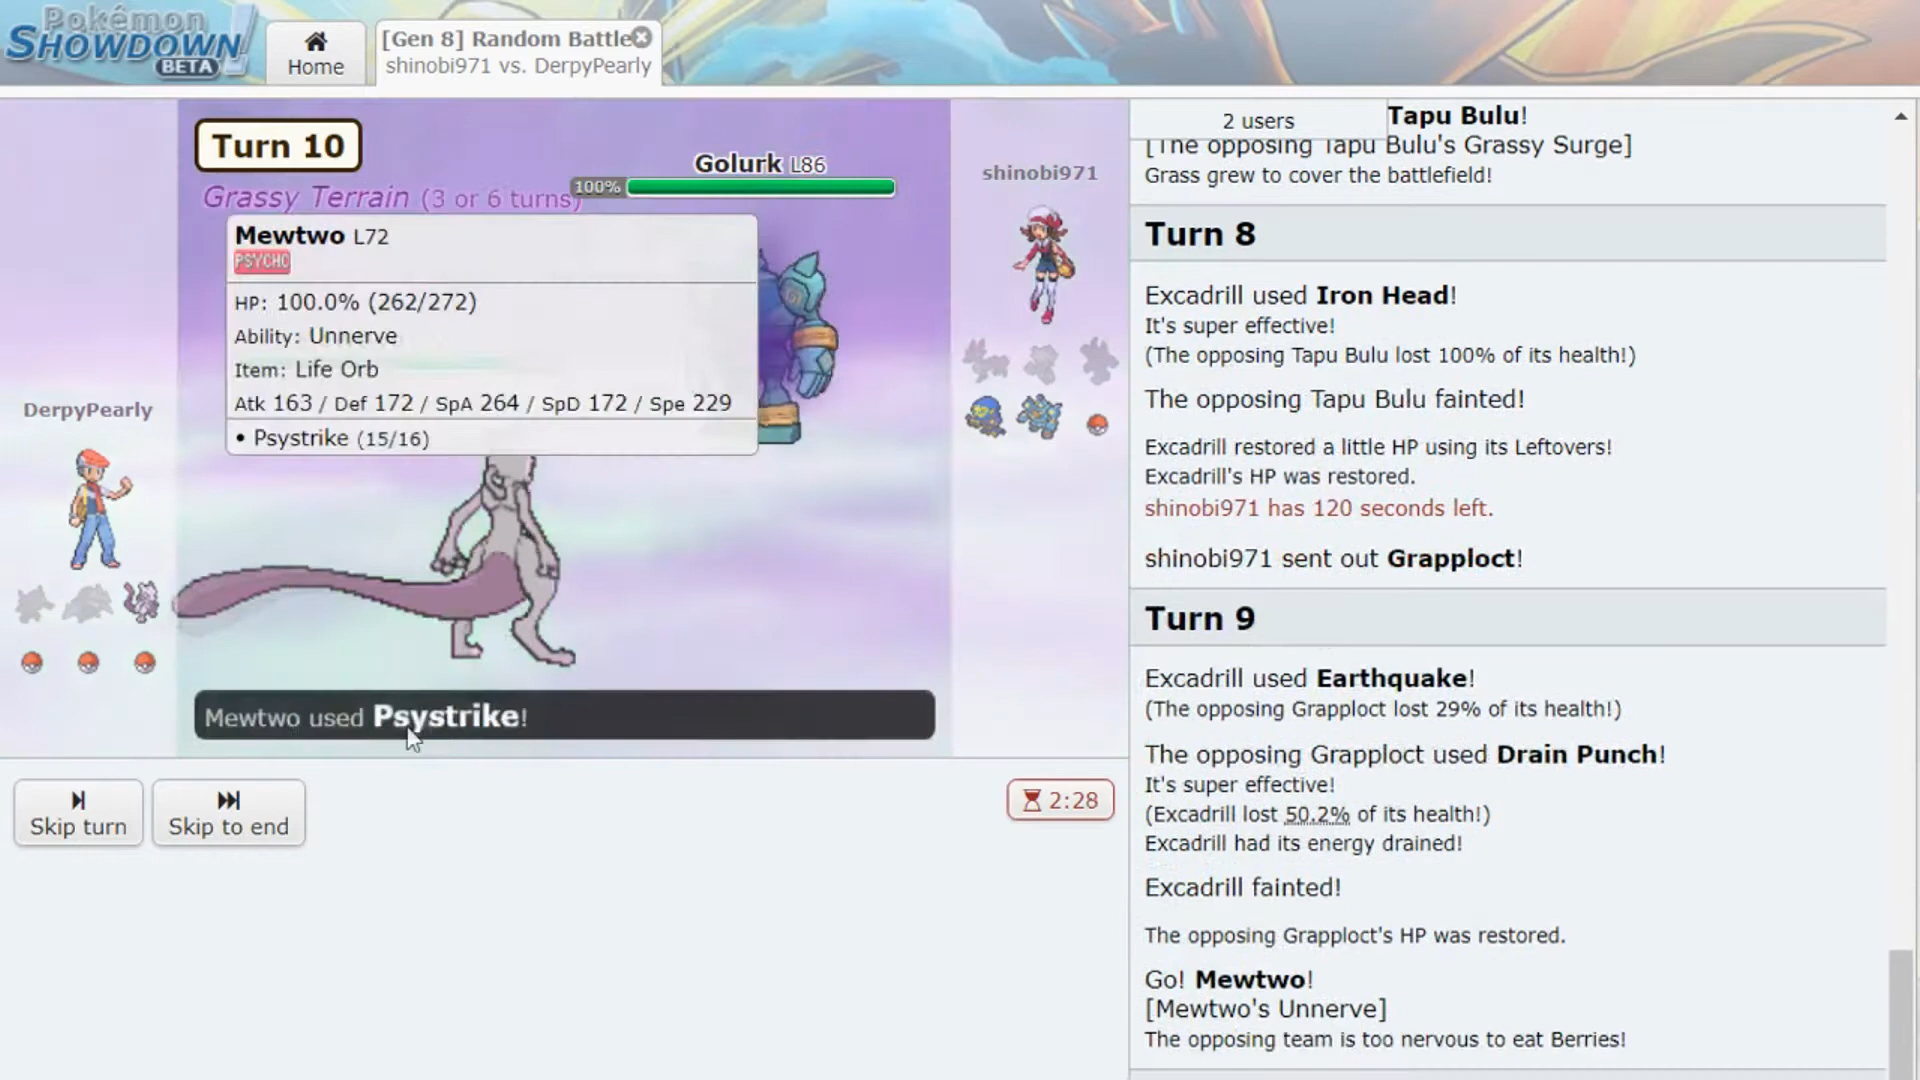 Pokémon
SHOWDOWN!
BETA
Home
[Gen 8] Random Battle
shinobi971 vs. DerpyPearly
Turn 10
Grassy Terrain (3 or 6 turns)
Golurk L86
100%
Mewtwo L72
PSYCHC
HP: 100.0% (262/272)
Ability: Unnerve
Item: Life Orb
Atk 163 / Def 172 / SpA 264 / SpD 172 / Spe 229
• Psystrike (15/16)
shinobi971
DerpyPearly
Mewtwo used Psystrike!
Skip turn
Skip to end
2:28
2 users
Tapu Bulu!
[The opposing Tapu Bulu's Grassy Surge]
Grass grew to cover the battlefield!
Turn 8
Excadrill used Iron Head!
It's super effective!
(The opposing Tapu Bulu lost 100% of its health!)
The opposing Tapu Bulu fainted!
Excadrill restored a little HP using its Leftovers!
Excadrill's HP was restored.
shinobi971 has 120 seconds left.
shinobi971 sent out Grapploct!
Turn 9
Excadrill used Earthquake!
(The opposing Grapploct lost 29% of its health!)
The opposing Grapploct used Drain Punch!
It's super effective!
(Excadrill lost 50.2% of its health!)
Excadrill had its energy drained!
Excadrill fainted!
The opposing Grapploct's HP was restored.
Go! Mewtwo!
[Mewtwo's Unnerve]
The opposing team is too nervous to eat Berries!